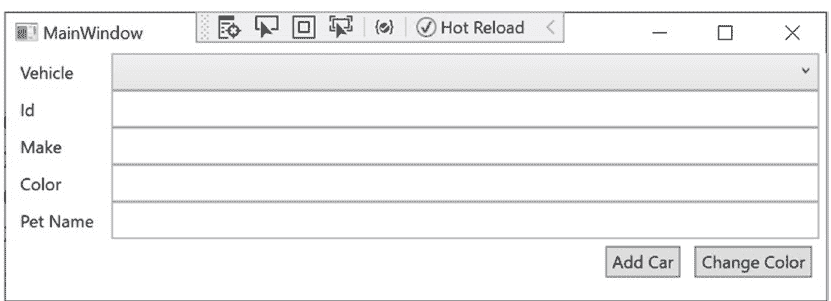 MainWindow
Hot Reload
Vehicle
Id
Make
Color
Pet Name
Add Car
Change Color